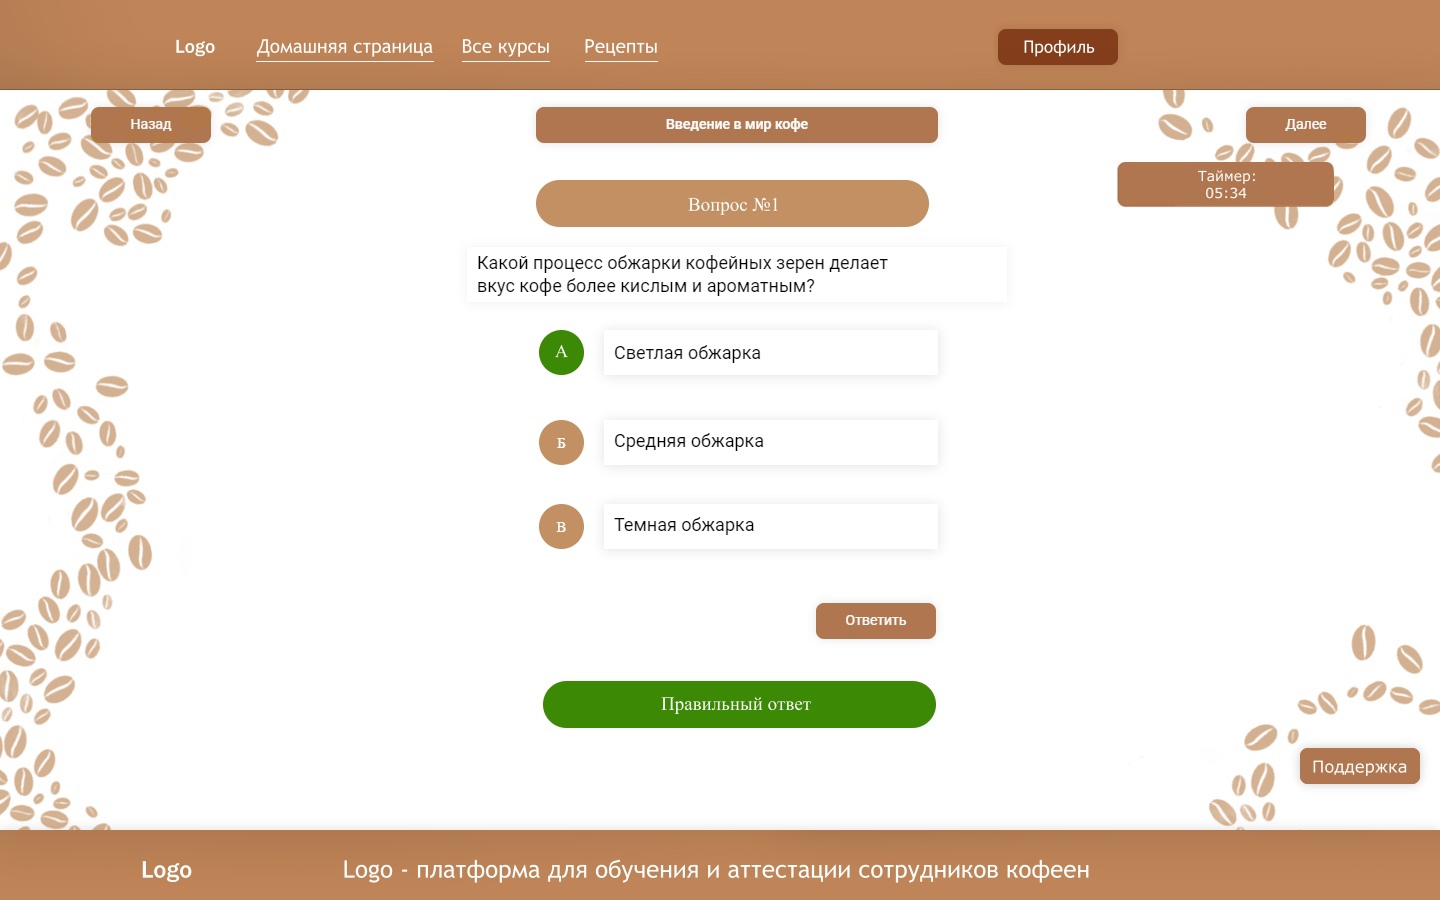 Logo
Домашняя страница
Все курсы
Рецепты
Профиль
Назад
Введение в мир кофе
Далее
Таймер:
05:34
Вопрос №1
Какой процесс обжарки кофейных зерен делает
вкус кофе более кислым и ароматным?
А
Светлая обжарка
Б
Средняя обжарка
В
Темная обжарка
Ответить
Правильный ответ
Поддержка
Logo
Logo - платформа для обучения и аттестации сотрудников кофеен